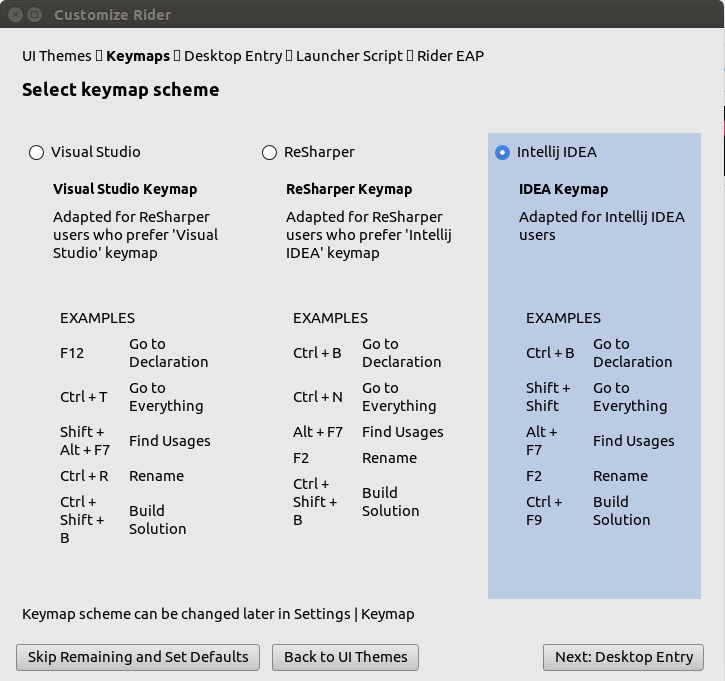 Customize Rider
UI Themes ▯ Keymaps ▯ Desktop Entry ▯ Launcher Script ▯ Rider EAP
Select keymap scheme
Visual Studio
Visual Studio Keymap
Adapted for ReSharper
users who prefer 'Visual
Studio' keymap
EXAMPLES
F12 Go to
Declaration
Ctrl + T Go to
Everything
Shift +
Alt + F7 Find Usages
Ctrl + R Rename
Ctrl +
Shift +
B Build
Solution
ReSharper
ReSharper Keymap
Adapted for ReSharper
users who prefer 'Intellij
IDEA' keymap
EXAMPLES
Ctrl + B Go to
Declaration
Ctrl + N Go to
Everything
Alt + F7 Find Usages
F2 Rename
Ctrl +
Shift +
B Build
Solution
Intellij IDEA
IDEA Keymap
Adapted for Intellij IDEA
users
EXAMPLES
Ctrl + B Go to
Declaration
Shift +
Shift Go to
Everything
Alt +
F7 Find Usages
F2 Rename
Ctrl +
F9 Build
Solution
Keymap scheme can be changed later in Settings | Keymap
Skip Remaining and Set Defaults
Back to UI Themes
Next: Desktop Entry